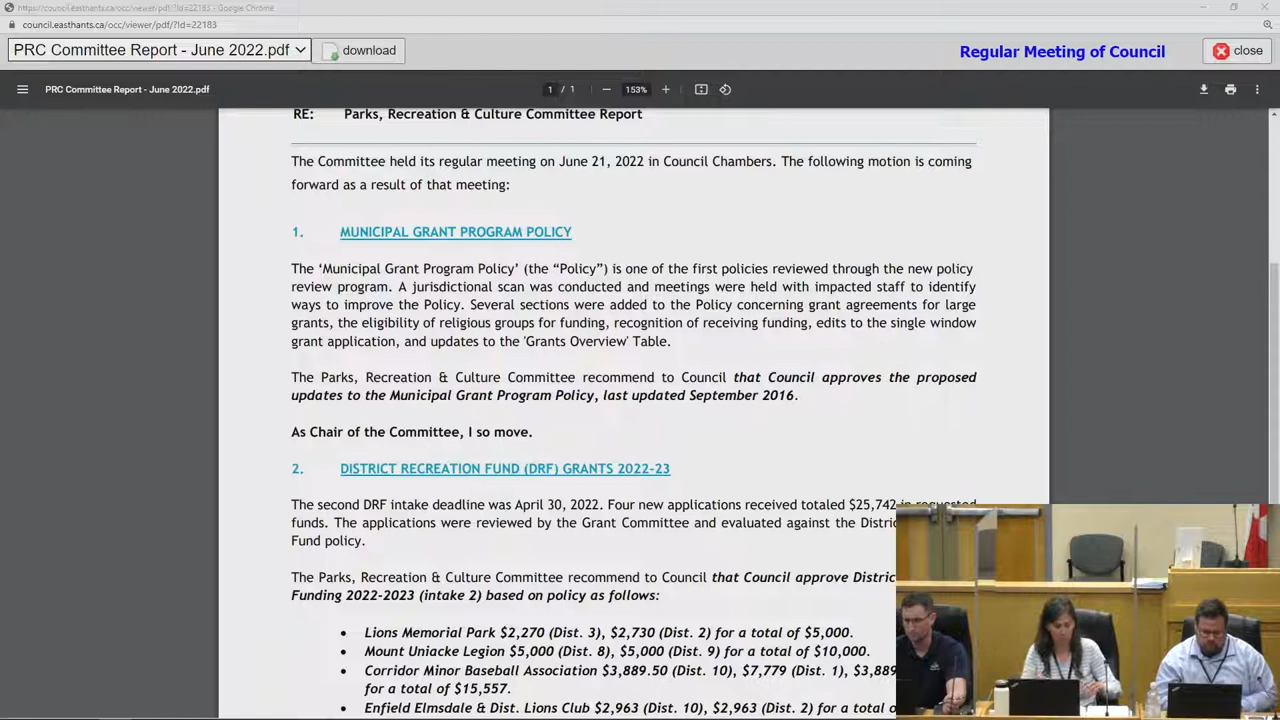 https://council.easthants.ca/occ/viewer/pdf/?Id=22183 - Google Chrome
council.easthants.ca/occ/viewer/pdf/?Id=22183
PRC Committee Report - June 2022.pdf
download
Regular Meeting of Council
close
PRC Committee Report - June 2022.pdf
1 / 1
153%
RE: Parks, Recreation & Culture Committee Report
The Committee held its regular meeting on June 21, 2022 in Council Chambers. The following motion is coming
forward as a result of that meeting:
1. MUNICIPAL GRANT PROGRAM POLICY
The ‘Municipal Grant Program Policy’ (the “Policy”) is one of the first policies reviewed through the new policy
review program. A jurisdictional scan was conducted and meetings were held with impacted staff to identify
ways to improve the Policy. Several sections were added to the Policy concerning grant agreements for large
grants, the eligibility of religious groups for funding, recognition of receiving funding, edits to the single window
grant application, and updates to the 'Grants Overview' Table.
The Parks, Recreation & Culture Committee recommend to Council that Council approves the proposed
updates to the Municipal Grant Program Policy, last updated September 2016.
As Chair of the Committee, I so move.
2. DISTRICT RECREATION FUND (DRF) GRANTS 2022-23
The second DRF intake deadline was April 30, 2022. Four new applications received totaled $25,742 in requested
funds. The applications were reviewed by the Grant Committee and evaluated against the Distric
Fund policy.
The Parks, Recreation & Culture Committee recommend to Council that Council approve Distric
Funding 2022-2023 (intake 2) based on policy as follows:
• Lions Memorial Park $2,270 (Dist. 3), $2,730 (Dist. 2) for a total of $5,000.
• Mount Uniacke Legion $5,000 (Dist. 8), $5,000 (Dist. 9) for a total of $10,000.
• Corridor Minor Baseball Association $3,889.50 (Dist. 10), $7,779 (Dist. 1), $3,889
for a total of $15,557.
• Enfield Elmsdale & Dist. Lions Club $2,963 (Dist. 10), $2,963 (Dist. 2) for a total o